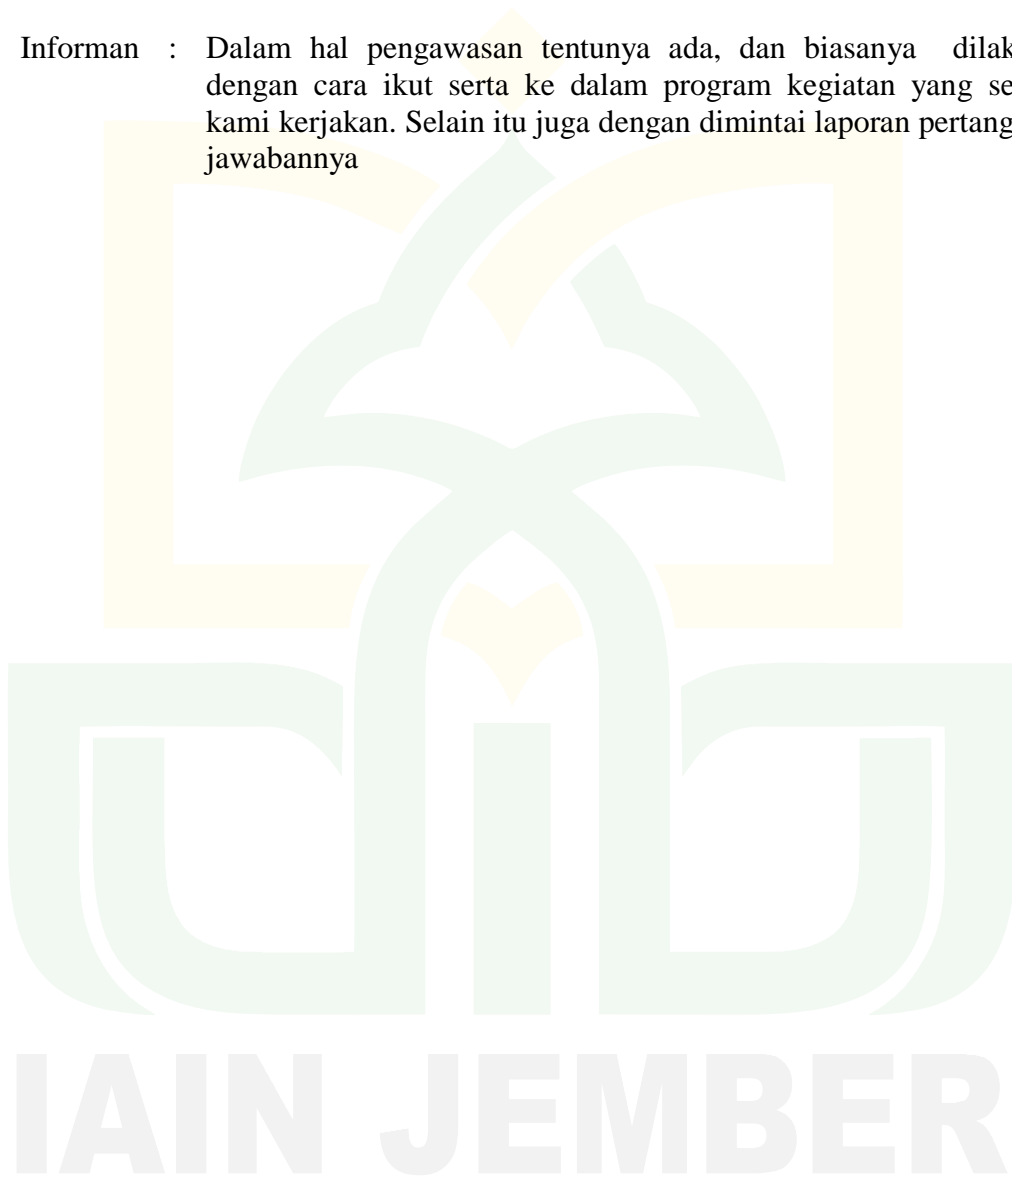 Informan : Dalam hal pengawasan tentunya ada, dan biasanya dilak
dengan cara ikut serta ke dalam program kegiatan yang se
kami kerjakan. Selain itu juga dengan dimintai laporan pertang
jawabannya
IAIN JEMBER